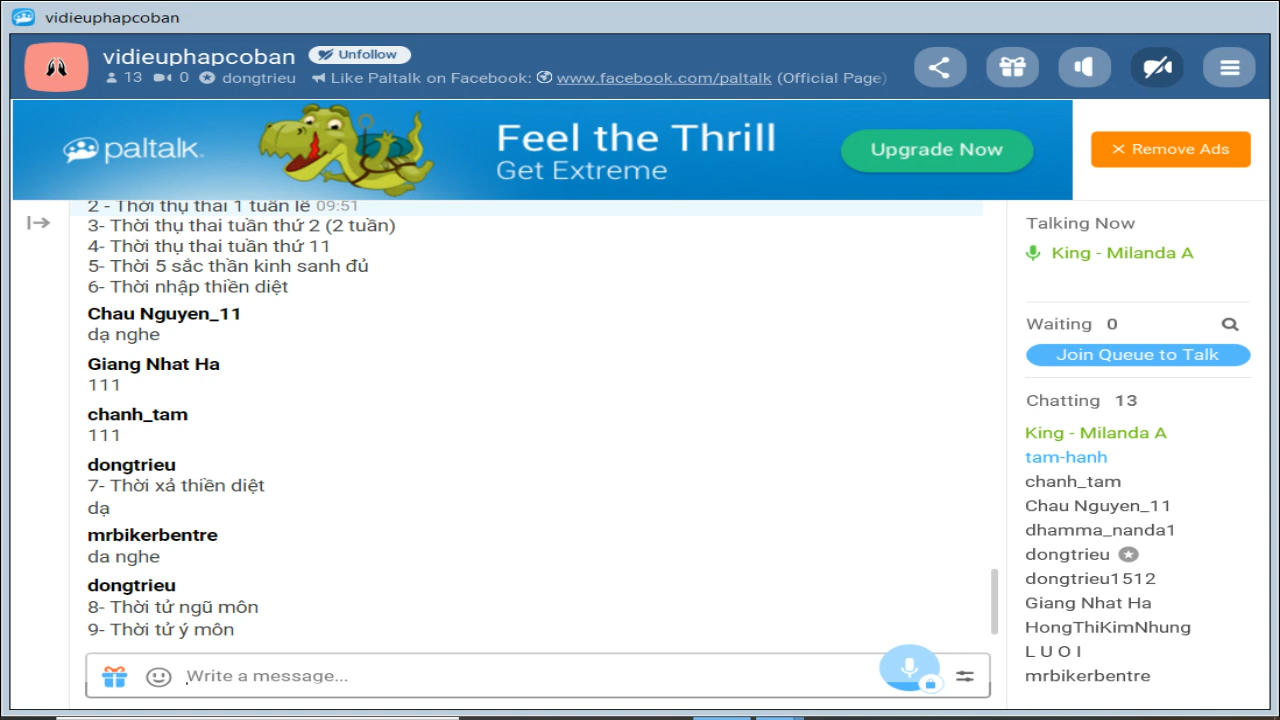 vidieuphapcoban
vidieuphapcoban Unfollow
13 0 dongtrieu Like Paltalk on Facebook: www.facebook.com/paltalk (Official Page)
paltalk
Feel the Thrill
Get Extreme
Upgrade Now
Remove Ads
2 - Thời thụ thai 1 tuần lễ 09:51
3- Thời thụ thai tuần thứ 2 (2 tuần)
4- Thời thụ thai tuần thứ 11
5- Thời 5 sắc thần kinh sanh đủ
6- Thời nhập thiền diệt
Chau Nguyen_11
dạ nghe
Giang Nhat Ha
111
chanh_tam
111
dongtrieu
7- Thời xả thiền diệt
dạ
mrbikerbentre
da nghe
dongtrieu
8- Thời tử ngũ môn
9- Thời tử ý môn
Write a message...
Talking Now
King - Milanda A
Waiting 0
Join Queue to Talk
Chatting 13
King - Milanda A
tam-hanh
chanh_tam
Chau Nguyen_11
dhamma_nanda1
dongtrieu
dongtrieu1512
Giang Nhat Ha
HongThiKimNhung
L U O I
mrbikerbentre